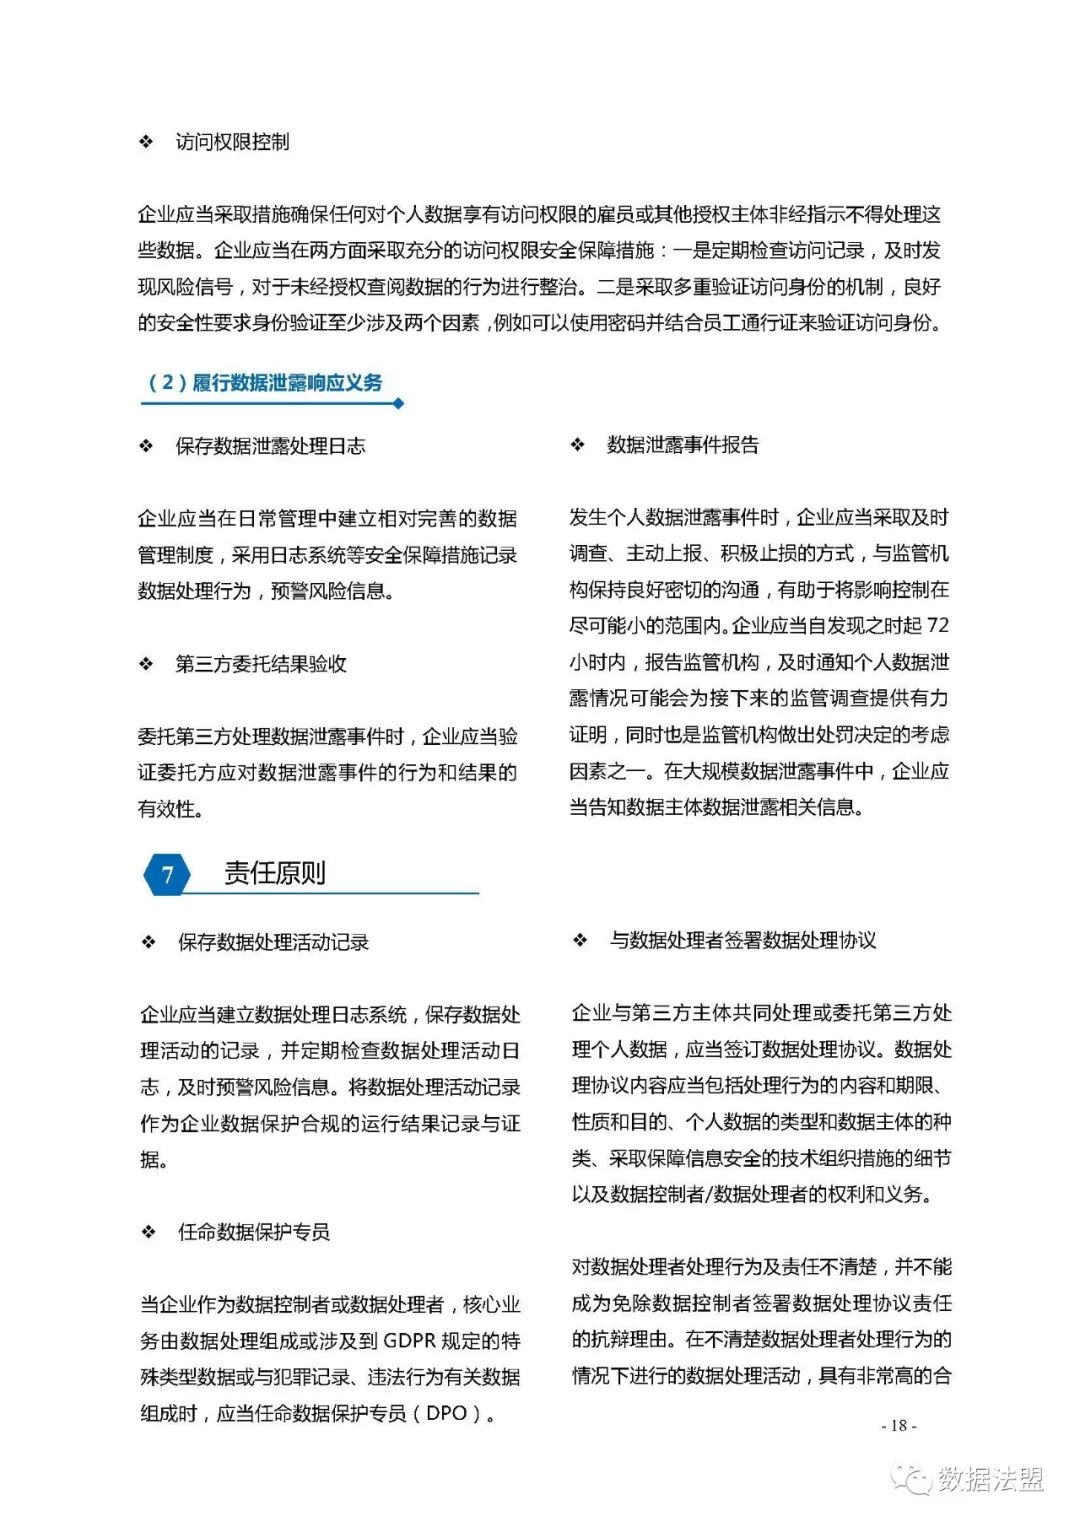 ❖ 访问权限控制
企业应当采取措施确保任何对个人数据享有访问权限的雇员或其他授权主体非经指示不得处理这
些数据。企业应当在两方面采取充分的访问权限安全保障措施：一是定期检查访问记录，及时发
现风险信号，对于未经授权查阅数据的行为进行整治。二是采取多重验证访问身份的机制，良好
的安全性要求身份验证至少涉及两个因素，例如可以使用密码并结合员工通行证来验证访问身份。
（2）履行数据泄露响应义务
❖ 保存数据泄露处理日志
企业应当在日常管理中建立相对完善的数据
管理制度，采用日志系统等安全保障措施记录
数据处理行为，预警风险信息。
❖ 第三方委托结果验收
委托第三方处理数据泄露事件时，企业应当验
证委托方应对数据泄露事件的行为和结果的
有效性。
❖ 数据泄露事件报告
发生个人数据泄露事件时，企业应当采取及时
调查、主动上报、积极止损的方式，与监管机
构保持良好密切的沟通，有助于将影响控制在
尽可能小的范围内。企业应当自发现之时起 72
小时内，报告监管机构，及时通知个人数据泄
露情况可能会为接下来的监管调查提供有力
证明，同时也是监管机构做出处罚决定的考虑
因素之一。在大规模数据泄露事件中，企业应
当告知数据主体数据泄露相关信息。
7 责任原则
❖ 保存数据处理活动记录
企业应当建立数据处理日志系统，保存数据处
理活动的记录，并定期检查数据处理活动日
志，及时预警风险信息。将数据处理活动记录
作为企业数据保护合规的运行结果记录与证
据。
❖ 任命数据保护专员
当企业作为数据控制者或数据处理者，核心业
务由数据处理组成或涉及到 GDPR 规定的特
殊类型数据或与犯罪记录、违法行为有关数据
组成时，应当任命数据保护专员（DPO）。
❖ 与数据处理者签署数据处理协议
企业与第三方主体共同处理或委托第三方处
理个人数据，应当签订数据处理协议。数据处
理协议内容应当包括处理行为的内容和期限、
性质和目的、个人数据的类型和数据主体的种
类、采取保障信息安全的技术组织措施的细节
以及数据控制者/数据处理者的权利和义务。
对数据处理者处理行为及责任不清楚，并不能
成为免除数据控制者签署数据处理协议责任
的抗辩理由。在不清楚数据处理者处理行为的
情况下进行的数据处理活动，具有非常高的合
- 18 -
数据法盟